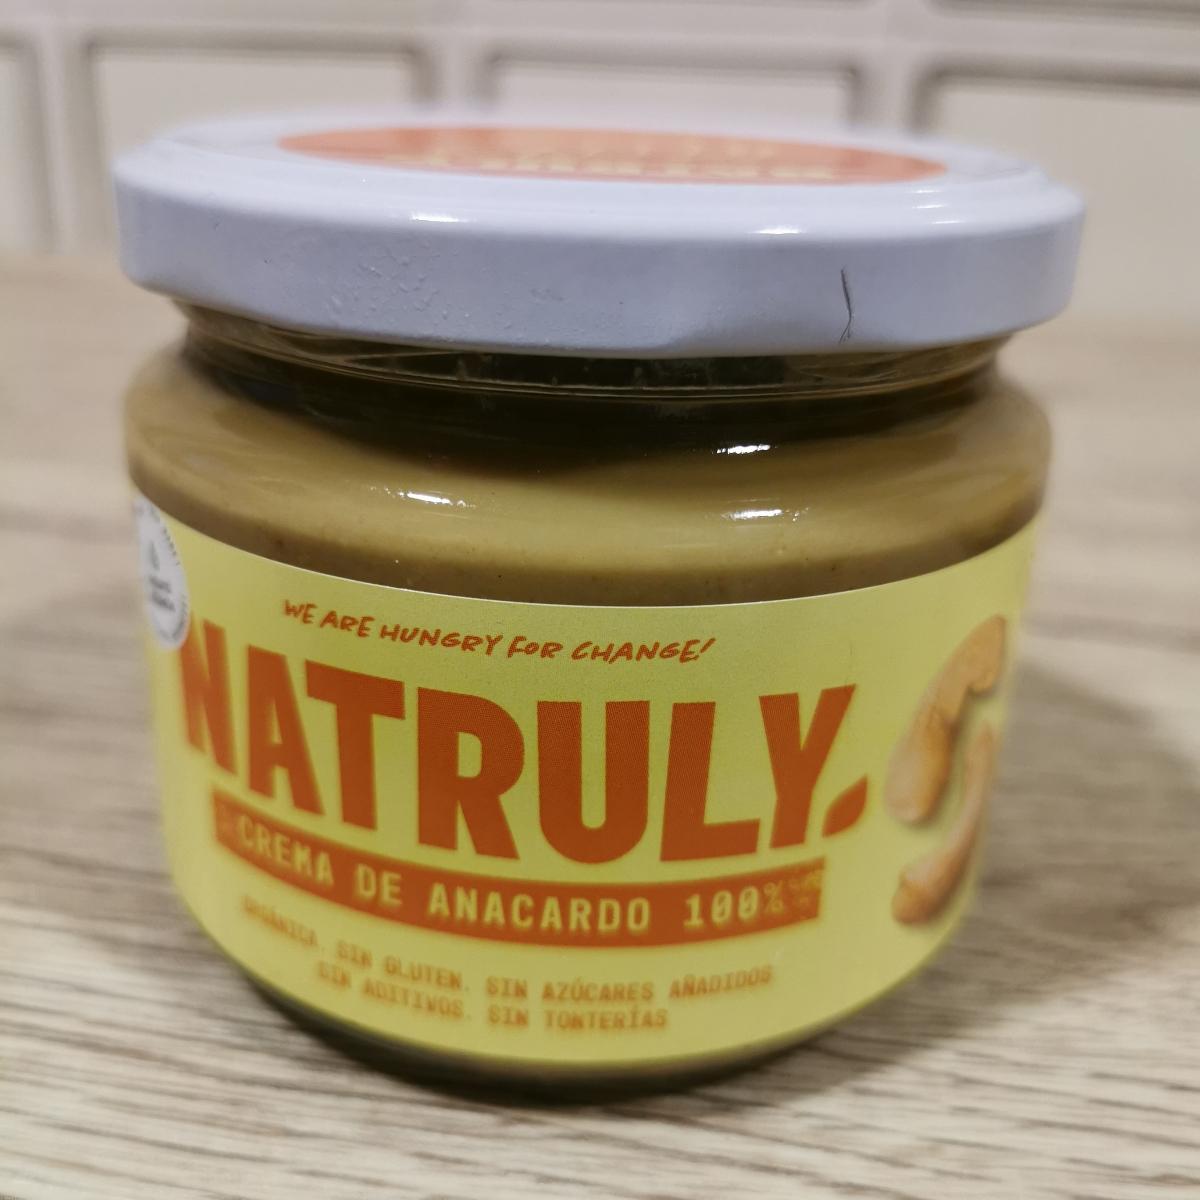 WE ARE HUNGRY FOR CHANGE!
NATRULY.
CREMA DE ANACARDO 100%
ORGÁNICA. SIN GLUTEN. SIN AZÚCARES AÑADIDOS
SIN ADITIVOS. SIN TONTERÍAS